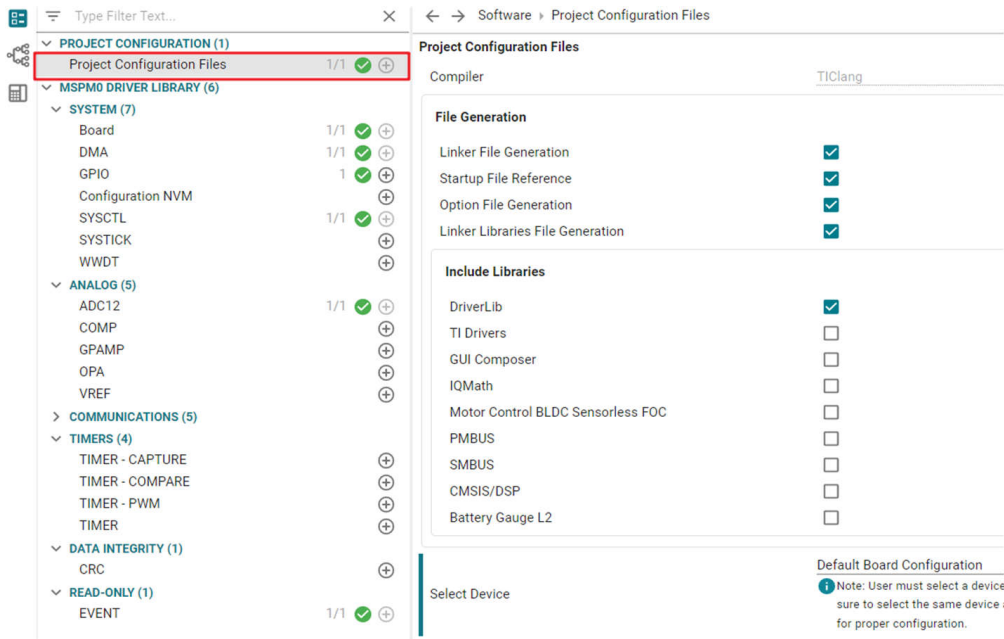 Type Filter Text...
PROJECT CONFIGURATION (1)
Project Configuration Files 1/1
MSPM0 DRIVER LIBRARY (6)
SYSTEM (7)
Board 1/1
DMA 1/1
GPIO 1
Configuration NVM
SYSCTL 1/1
SYSTICK
WWDT
ANALOG (5)
ADC12 1/1
COMP
GPAMP
OPA
VREF
COMMUNICATIONS (5)
TIMERS (4)
TIMER - CAPTURE
TIMER - COMPARE
TIMER - PWM
TIMER
DATA INTEGRITY (1)
CRC
READ-ONLY (1)
EVENT 1/1
Software Project Configuration Files
Project Configuration Files
Compiler TIClang
File Generation
Linker File Generation
Startup File Reference
Option File Generation
Linker Libraries File Generation
Include Libraries
DriverLib
TI Drivers
GUI Composer
IQMath
Motor Control BLDC Sensorless FOC
PMBUS
SMBUS
CMSIS/DSP
Battery Gauge L2
Select Device
Default Board Configuration
Note: User must select a device
sure to select the same device a
for proper configuration.